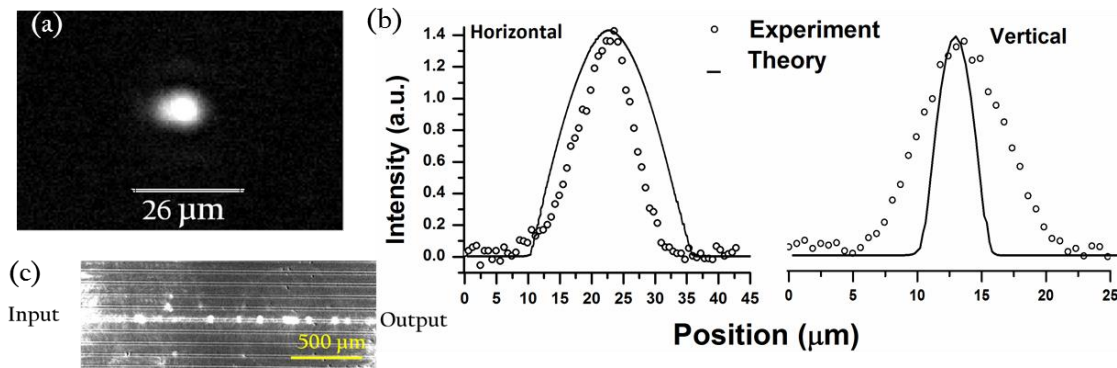 (a)
26 µm
(b)
Horizontal
Experiment
Theory
Vertical
Intensity (a.u.)
1.4
1.2
1.0
0.8
0.6
0.4
0.2
0.0
0 5 10 15 20 25 30 35 40 45
0 5 10 15 20 25
Position (µm)
(c)
Input
Output
500 µm